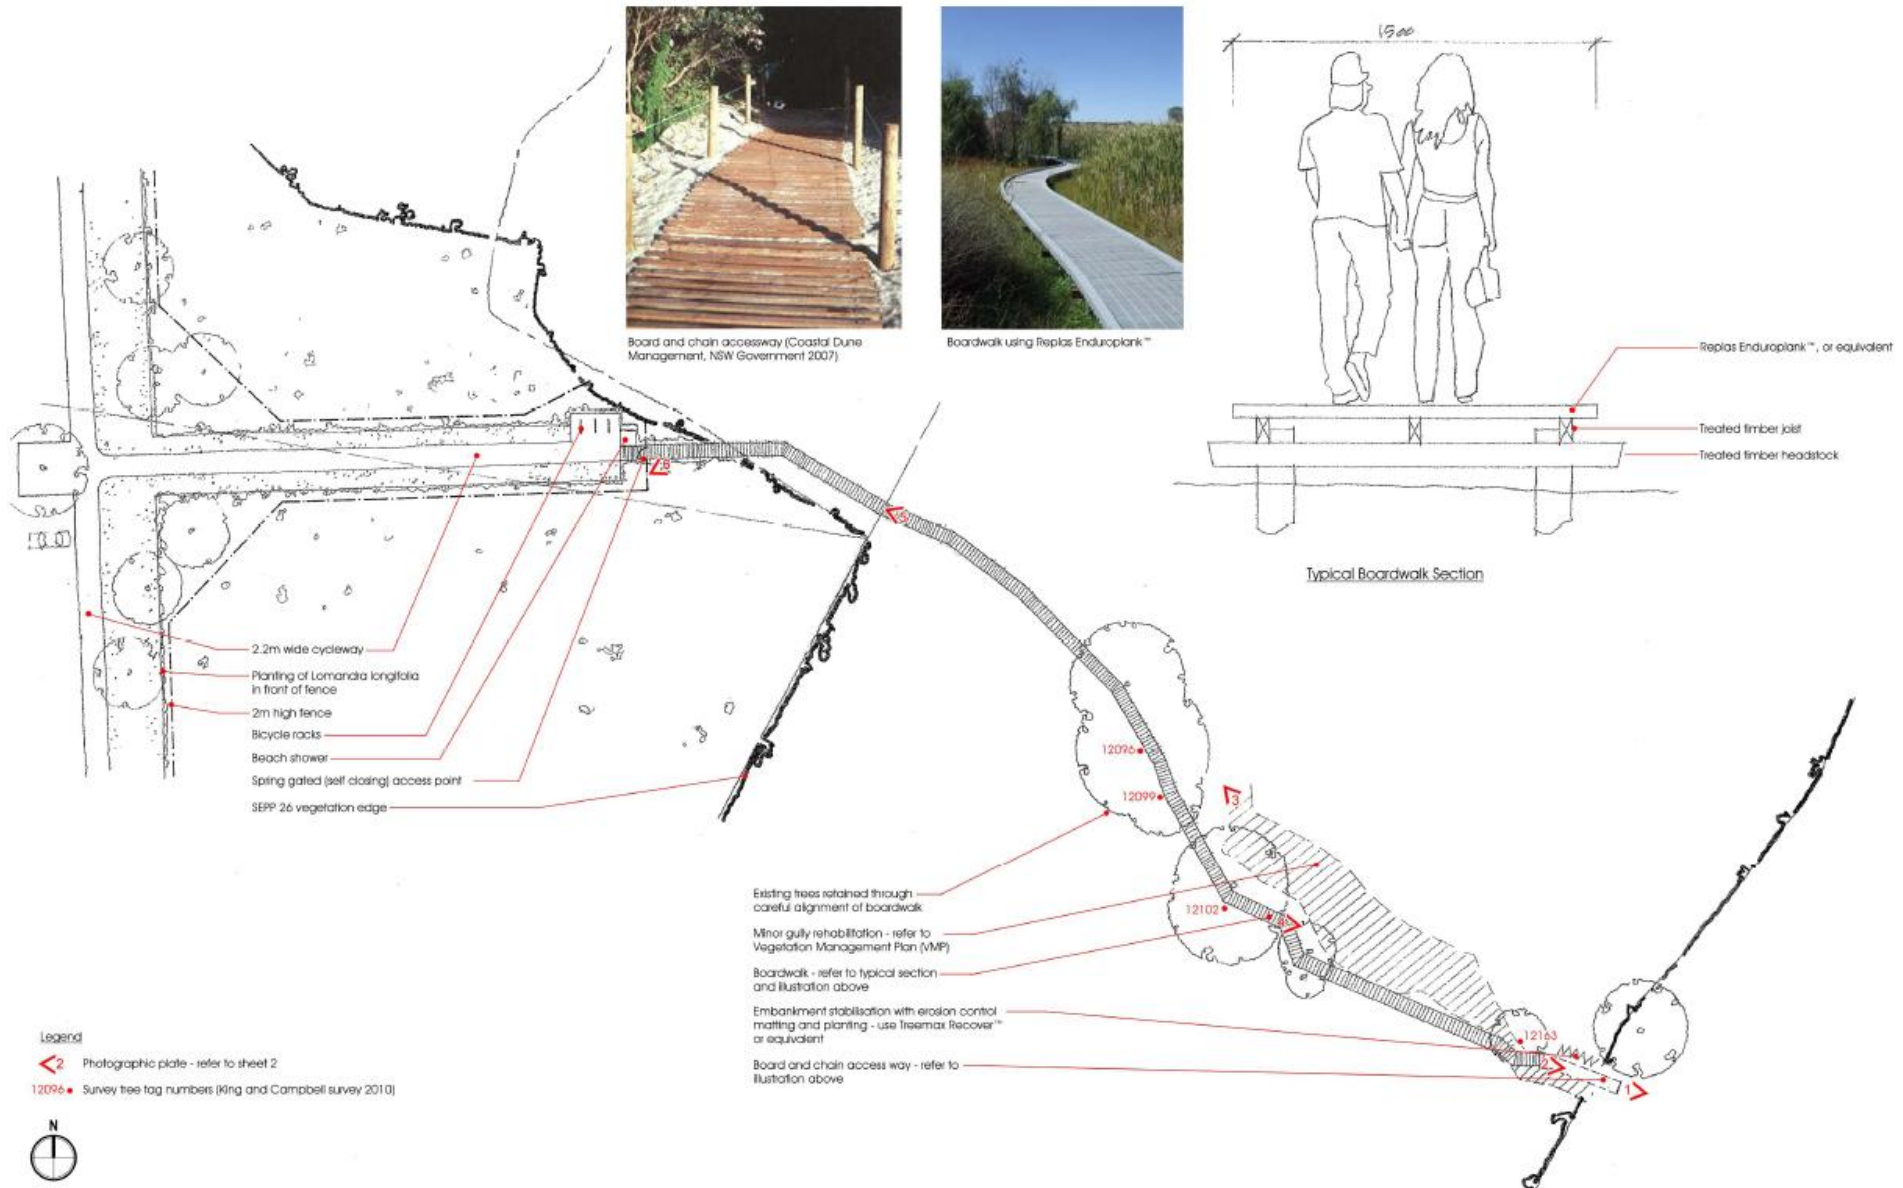 1500
Board and chain accessway (Coastal Dune
Management, NSW Government 2007)
Boardwalk using Replas Enduroplank™
Replas Enduroplank™, or equivalent
Treated timber joist
Treated timber headstock
Typical Boardwalk Section
6
5
2.2m wide cycleway
Planting of Lomandra longifolia
in front of fence
2m high fence
Bicycle racks
Beach shower
Spring gated (self closing) access point
SEPP 26 vegetation edge
12096
12099
3
12102
4
12163
2
1
Existing trees retained through
careful alignment of boardwalk
Minor gully rehabilitation - refer to
Vegetation Management Plan (VMP)
Boardwalk - refer to typical section
and illustration above
Embankment stabilisation with erosion control
matting and planting - use Treemax Recover™
or equivalent
Board and chain access way - refer to
illustration above
Legend
2 Photographic plate - refer to sheet 2
12096 Survey tree tag numbers (King and Campbell survey 2010)
N